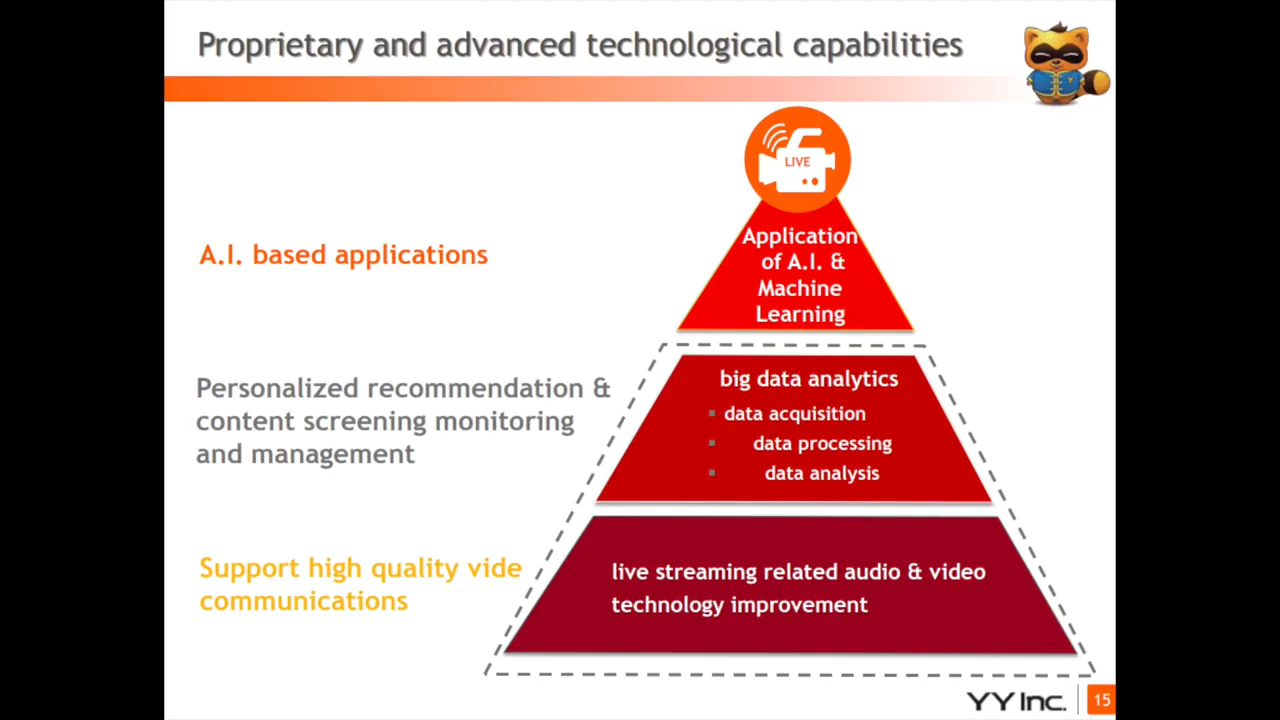 Proprietary and advanced technological capabilities
LIVE
A.I. based applications
Application
of A.I. &
Machine
Learning
Personalized recommendation &
content screening monitoring
and management
big data analytics
data acquisition
data processing
data analysis
Support high quality vide
communications
live streaming related audio & video
technology improvement
YY Inc.
15